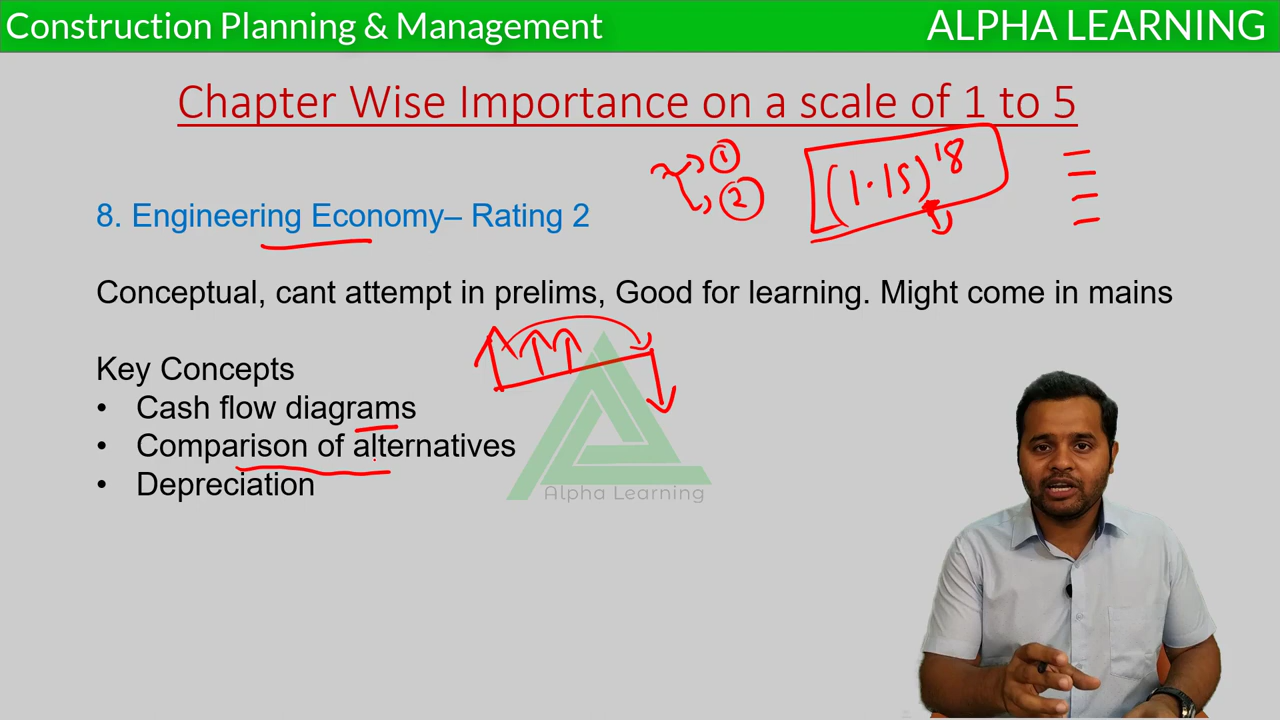 Construction Planning & Management
ALPHA LEARNING
Chapter Wise Importance on a scale of 1 to 5
1
2
(1.15)^18
8. Engineering Economy– Rating 2
Conceptual, cant attempt in prelims, Good for learning. Might come in mains
Key Concepts
• Cash flow diagrams
• Comparison of alternatives
• Depreciation
Alpha Learning